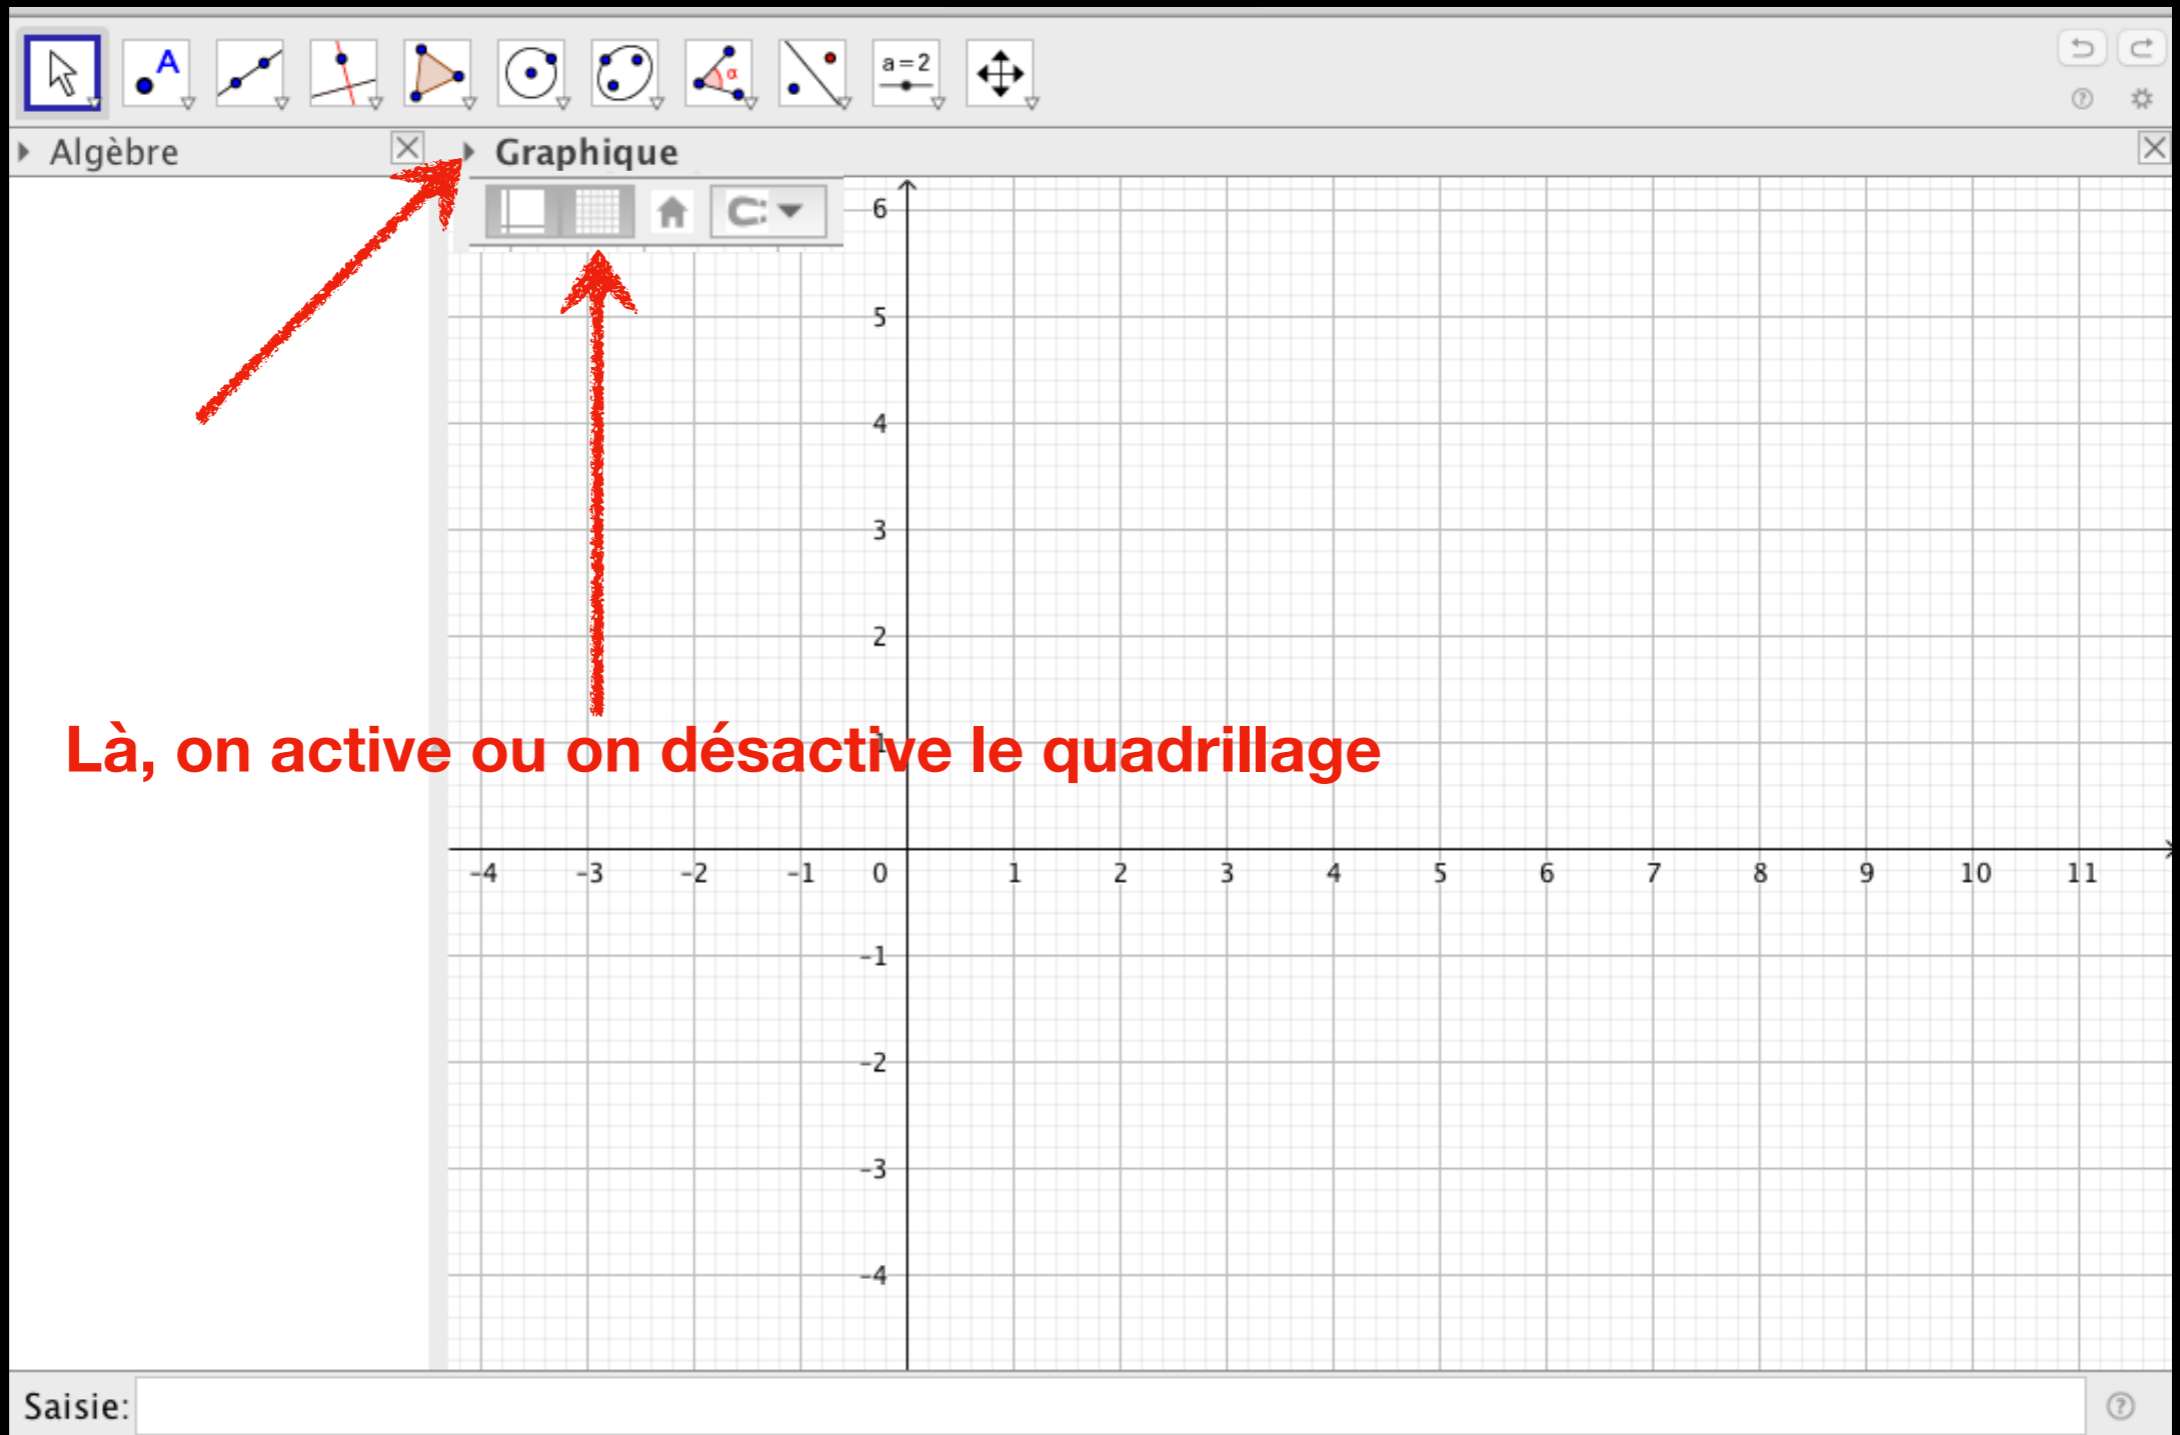 A
α
a=2
Algèbre
Graphique
6
5
4
3
2
1
Là, on active ou on désactive le quadrillage
-4 -3 -2 -1 0 1 2 3 4 5 6 7 8 9 10 11
-1
-2
-3
-4
Saisie: